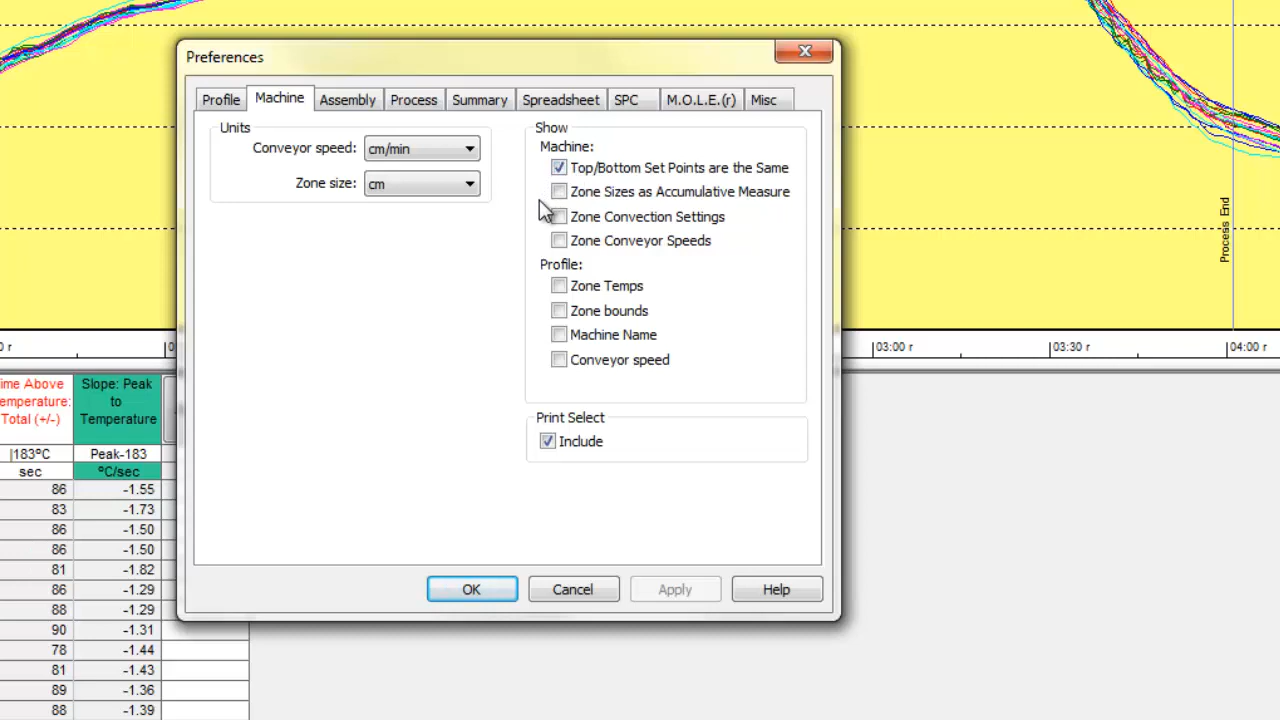 Preferences
Profile Machine Assembly Process Summary Spreadsheet SPC M.O.L.E.(r) Misc
Units
Conveyor speed: cm/min
Zone size: cm
Show
Machine:
Top/Bottom Set Points are the Same
Zone Sizes as Accumulative Measure
Zone Convection Settings
Zone Conveyor Speeds
Profile:
Zone Temps
Zone bounds
Machine Name
Conveyor speed
Print Select
Include
OK Cancel Apply Help
Process End
03:00 r 03:30 r 04:00 r
ime Above
emperature:
Total (+/-)
Slope: Peak
to
Temperature
|183ºC Peak-183
sec ºC/sec
86 -1.55
83 -1.73
86 -1.50
86 -1.50
81 -1.82
86 -1.29
88 -1.29
90 -1.31
78 -1.44
81 -1.43
89 -1.36
88 -1.39